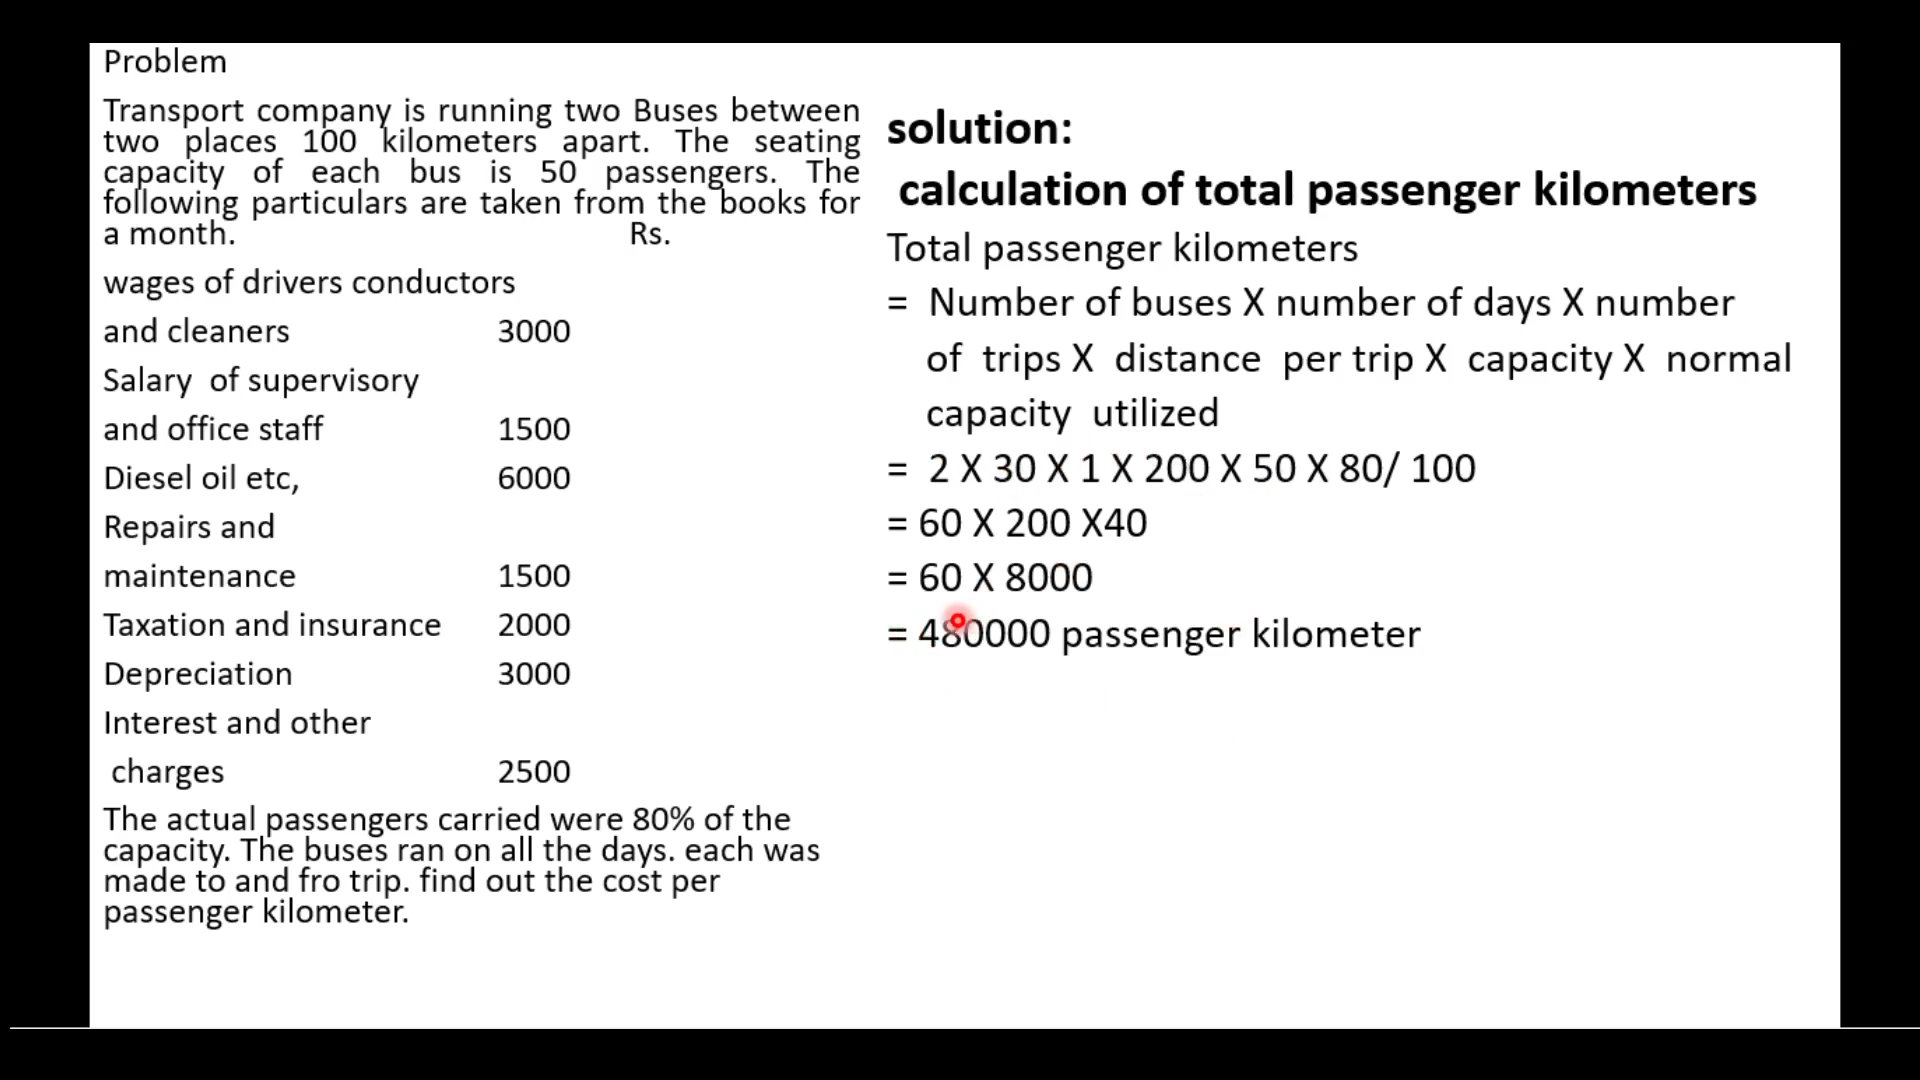 Problem
Transport company is running two Buses between
two places 100 kilometers apart. The seating
capacity of each bus is 50 passengers. The
following particulars are taken from the books for
a month. Rs.
wages of drivers conductors
and cleaners 3000
Salary of supervisory
and office staff 1500
Diesel oil etc, 6000
Repairs and
maintenance 1500
Taxation and insurance 2000
Depreciation 3000
Interest and other
charges 2500
The actual passengers carried were 80% of the
capacity. The buses ran on all the days. each was
made to and fro trip. find out the cost per
passenger kilometer.
solution:
calculation of total passenger kilometers
Total passenger kilometers
= Number of buses X number of days X number
of trips X distance per trip X capacity X normal
capacity utilized
= 2 X 30 X 1 X 200 X 50 X 80/ 100
= 60 X 200 X40
= 60 X 8000
= 480000 passenger kilometer